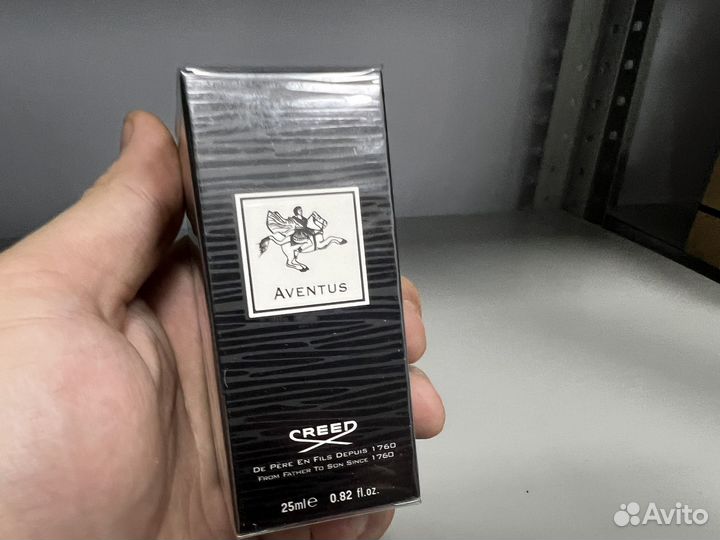 AVENTUS
CREED
DE PÈRE EN FILS DEPUIS 1760
FROM FATHER TO SON SINCE 1760
25ml e 0.82 fl.oz.
Avito